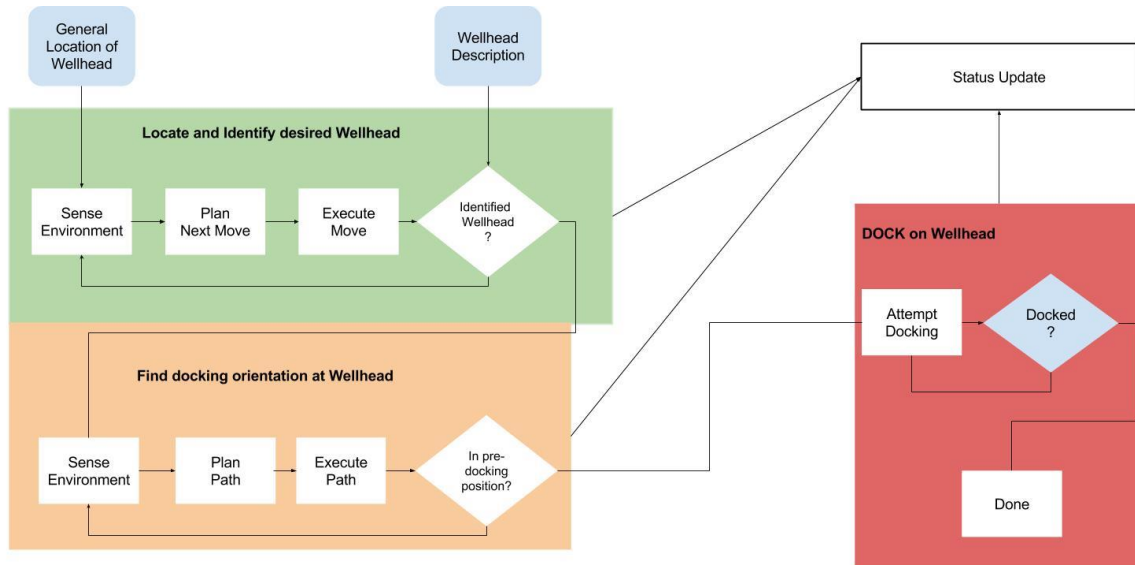 General
Location of
Wellhead
Wellhead
Description
Status Update
Locate and Identify desired Wellhead
Sense
Environment
Plan
Next Move
Execute
Move
Identified
Wellhead
?
DOCK on Wellhead
Attempt
Docking
Docked
?
Find docking orientation at Wellhead
Sense
Environment
Plan
Path
Execute
Path
In pre-
docking
position?
Done